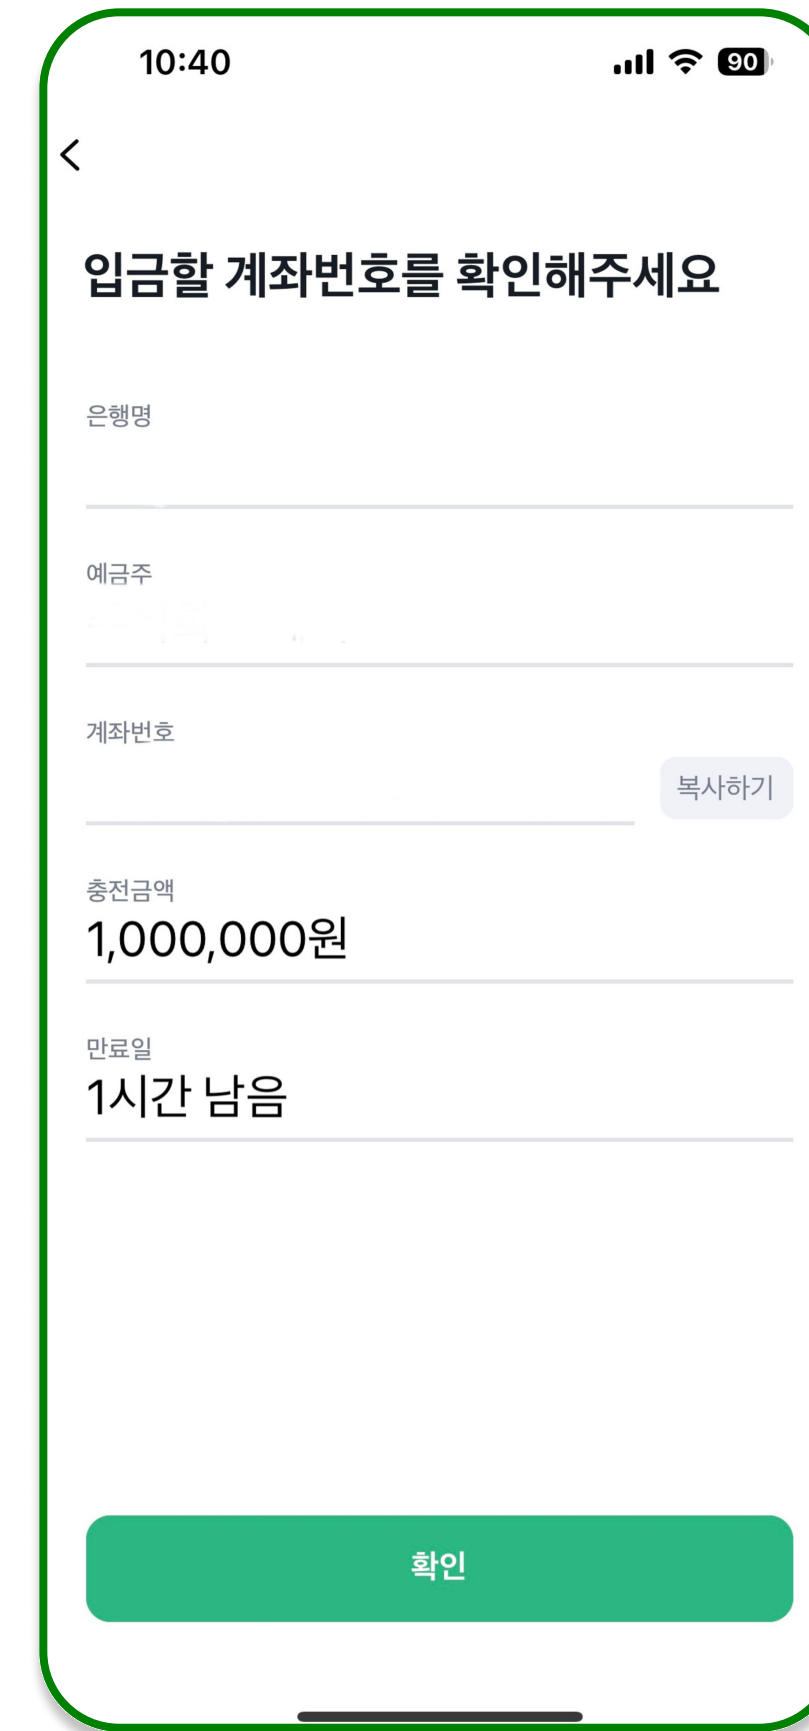 10:40
90
입금할 계좌번호를 확인해주세요
은행명
예금주
계좌번호
복사하기
충전금액
1,000,000원
만료일
1시간 남음
확인